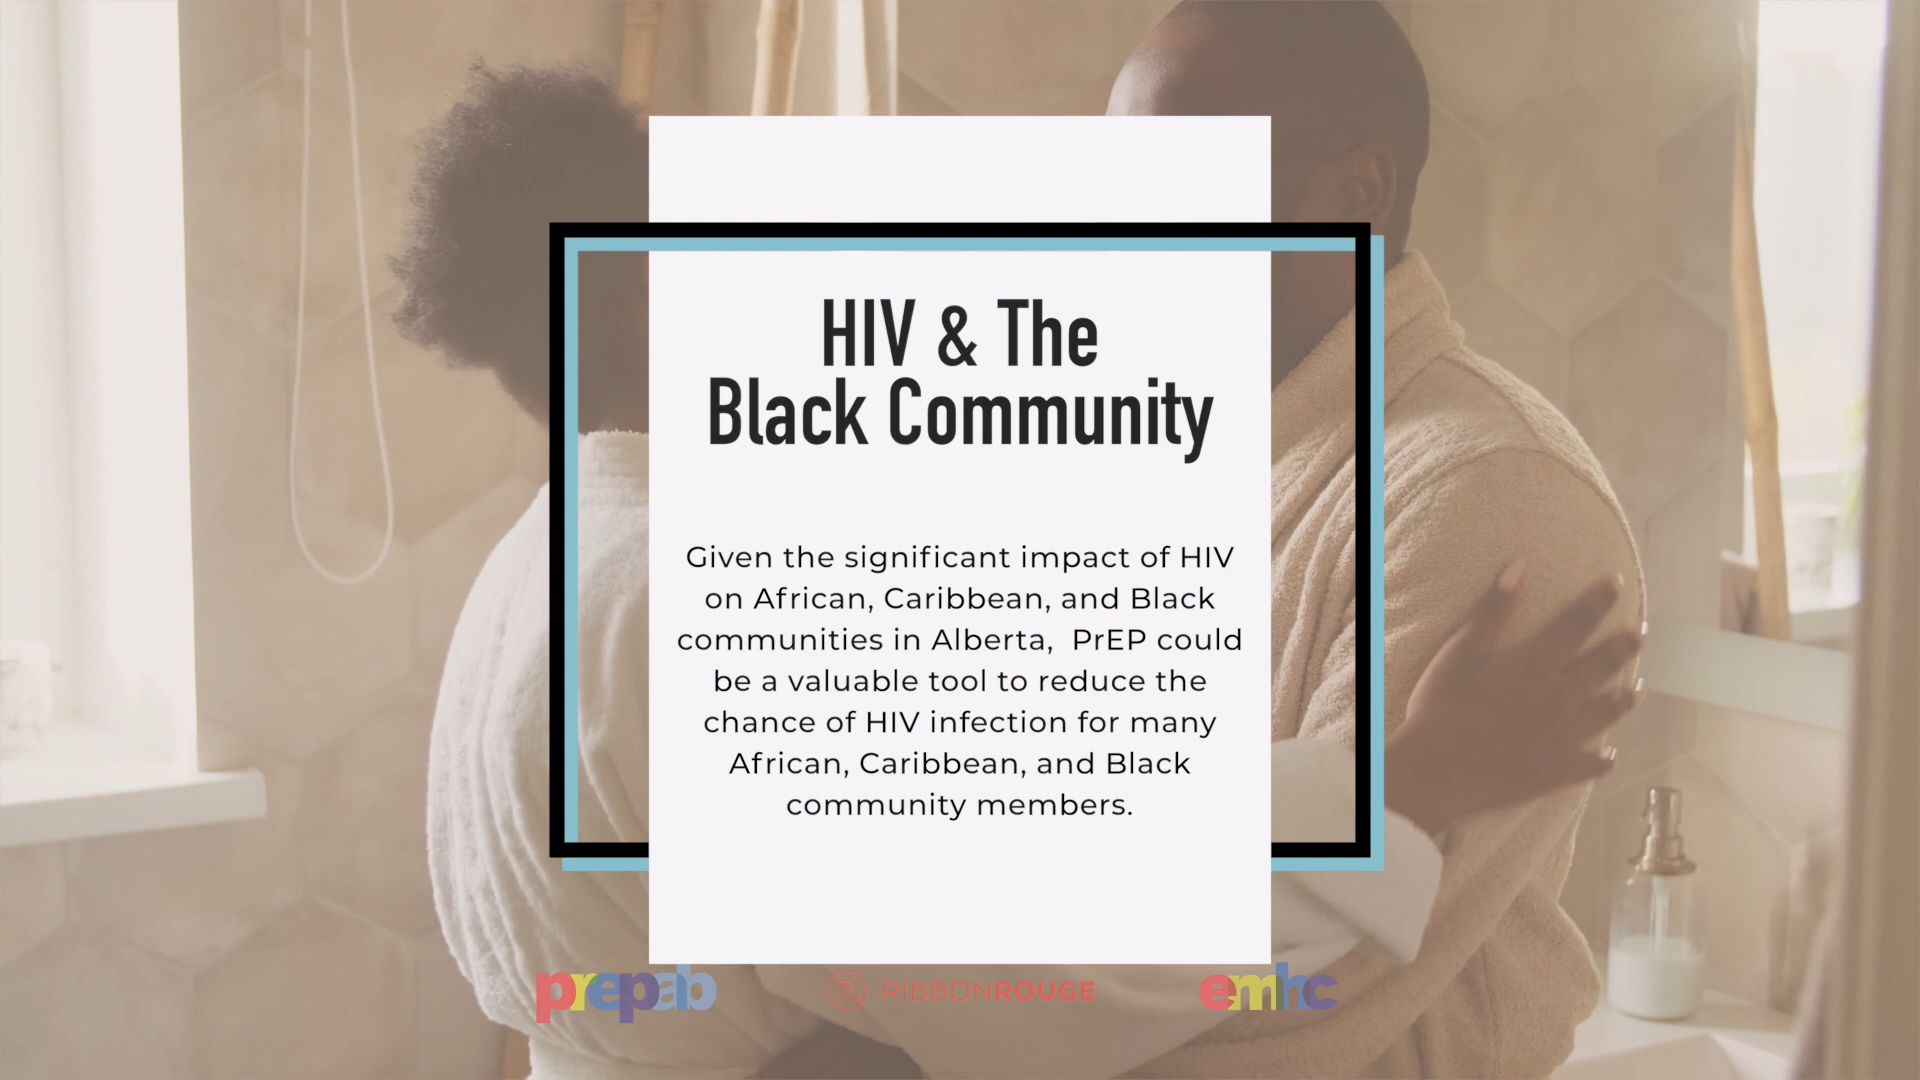 HIV & The
Black Community
Given the significant impact of HIV
on African, Caribbean, and Black
communities in Alberta, PrEP could
be a valuable tool to reduce the
chance of HIV infection for many
African, Caribbean, and Black
community members.
prepab
RIBBONROUGE
emhc